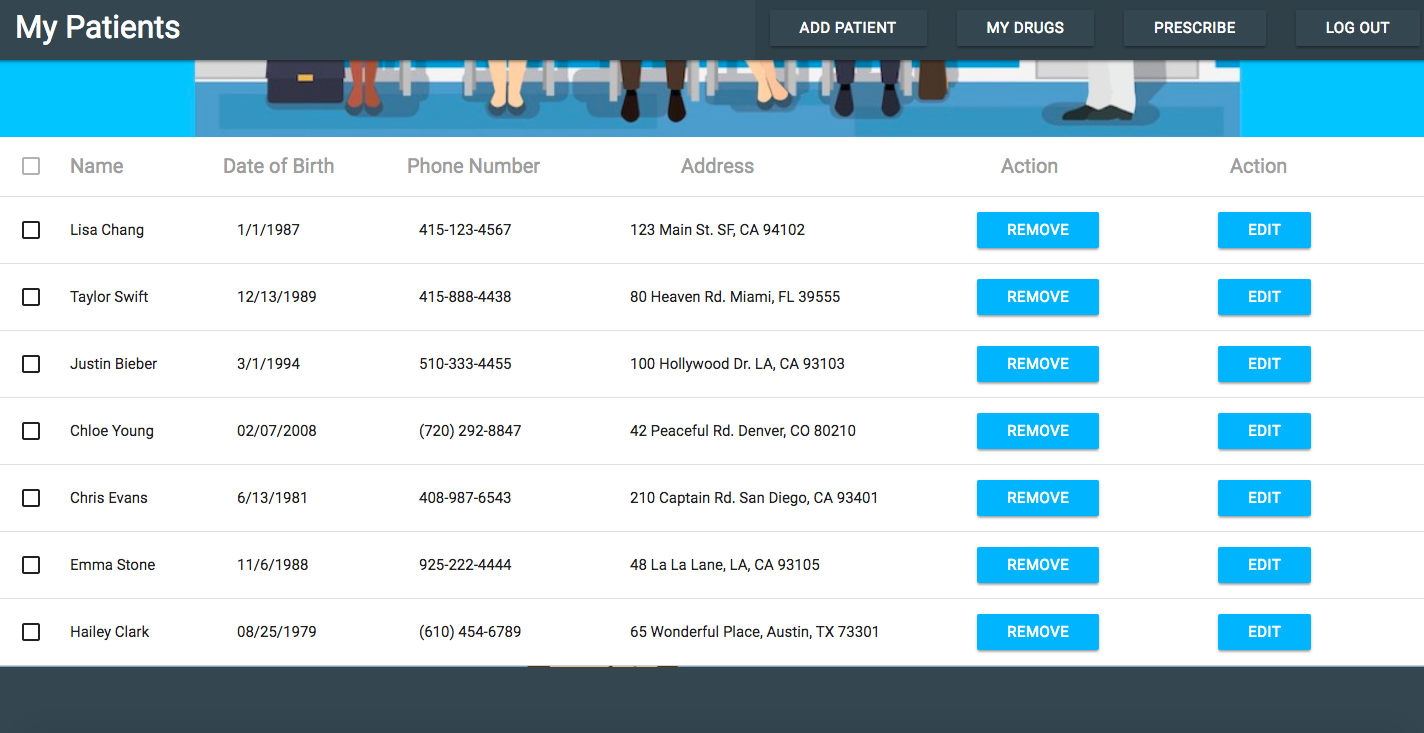 My Patients ADD PATIENT MY DRUGS PRESCRIBE LOG OUT
Name Date of Birth Phone Number Address Action Action
Lisa Chang 1/1/1987 415-123-4567 123 Main St. SF, CA 94102 REMOVE EDIT
Taylor Swift 12/13/1989 415-888-4438 80 Heaven Rd. Miami, FL 39555 REMOVE EDIT
Justin Bieber 3/1/1994 510-333-4455 100 Hollywood Dr. LA, CA 93103 REMOVE EDIT
Chloe Young 02/07/2008 (720) 292-8847 42 Peaceful Rd. Denver, CO 80210 REMOVE EDIT
Chris Evans 6/13/1981 408-987-6543 210 Captain Rd. San Diego, CA 93401 REMOVE EDIT
Emma Stone 11/6/1988 925-222-4444 48 La La Lane, LA, CA 93105 REMOVE EDIT
Hailey Clark 08/25/1979 (610) 454-6789 65 Wonderful Place, Austin, TX 73301 REMOVE EDIT